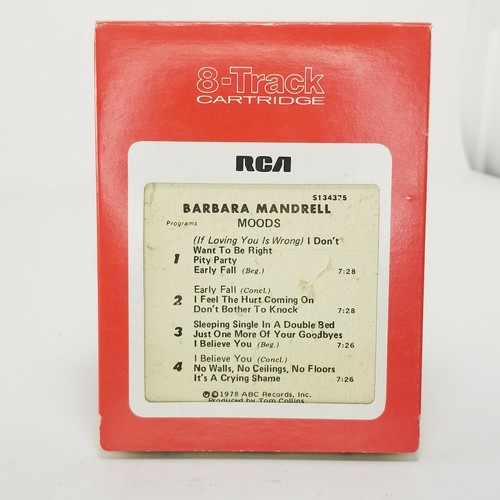 8-Track
CARTRIDGE
RCA
S134375
BARBARA MANDRELL
Programs MOODS
(If Loving You Is Wrong) I Don't
1 Want To Be Right
Pity Party
Early Fall (Beg.) 7:28
Early Fall (Concl.)
2 I Feel The Hurt Coming On
Don't Bother To Knock 7:28
3 Sleeping Single In A Double Bed
Just One More Of Your Goodbyes
I Believe You (Beg.) 7:26
I Believe You (Concl.)
4 No Walls, No Ceilings, No Floors
It's A Crying Shame 7:26
©℗1978 ABC Records, Inc.
Produced by Tom Collins